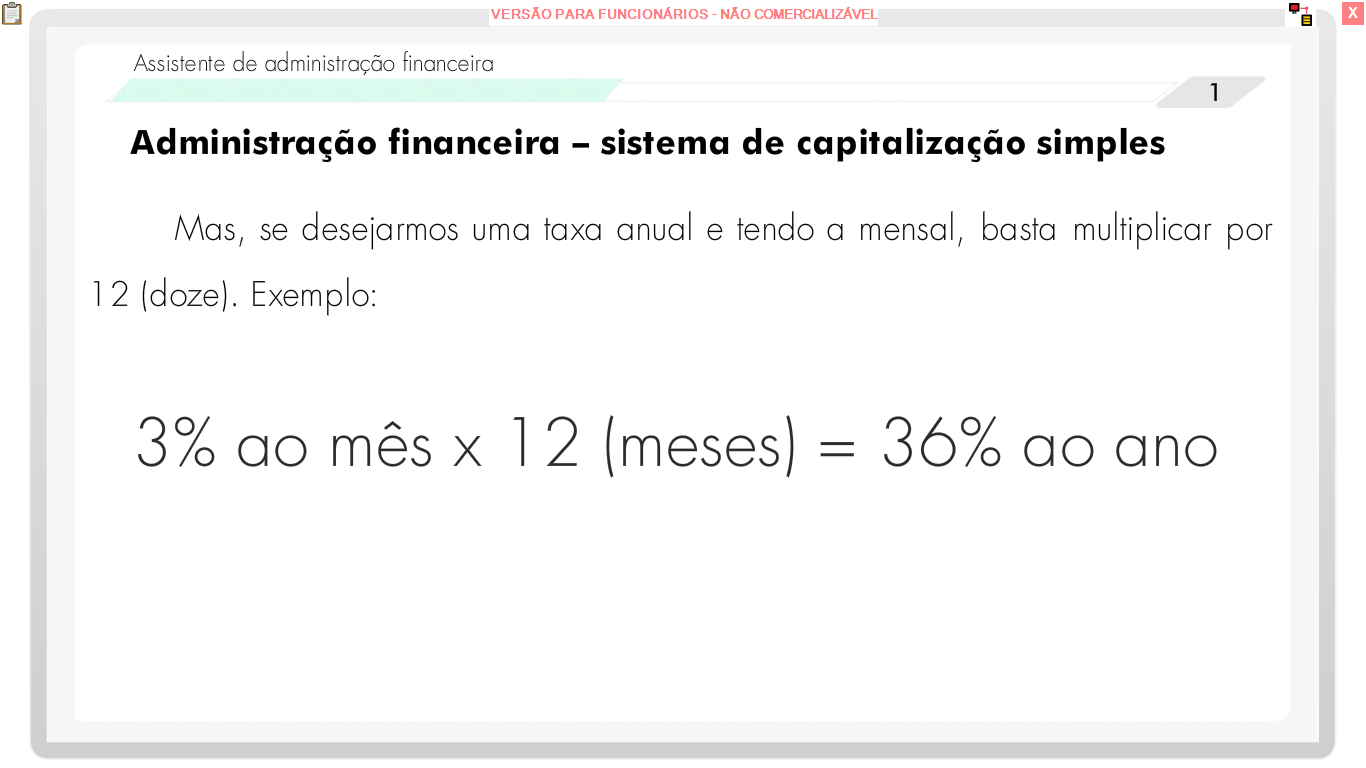 VERSÃO PARA FUNCIONÁRIOS - NÃO COMERCIALIZÁVEL
X
Assistente de administração financeira
1
Administração financeira – sistema de capitalização simples
Mas, se desejarmos uma taxa anual e tendo a mensal, basta multiplicar por
12 (doze). Exemplo:
3% ao mês x 12 (meses) = 36% ao ano